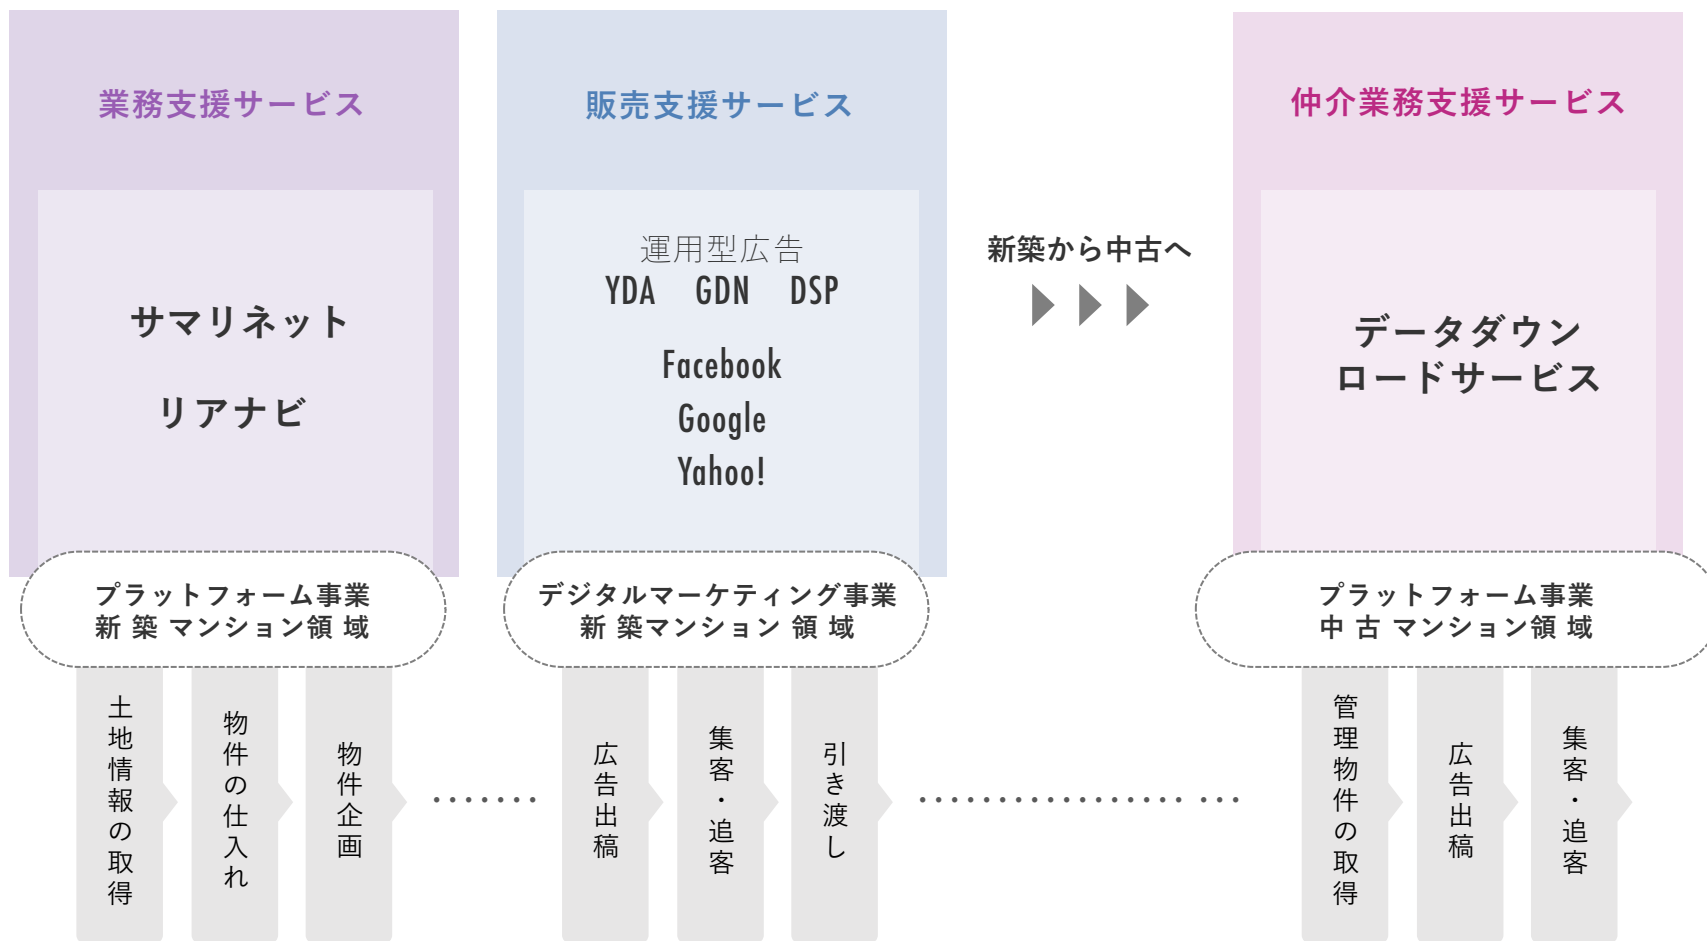 業務支援サービス
サマリネット
リアナビ
プラットフォーム事業
新 築 マンション領 域
土地情報の取得
物件の仕入れ
物件企画
・・・・・・・
販売支援サービス
運用型広告
YDA GDN DSP
Facebook
Google
Yahoo!
デジタルマーケティング事業
新 築マンション 領 域
広告出稿
集客・追客
引き渡し
新築から中古へ
・・・・・・・・・・・・・・・・・ ・・・
仲介業務支援サービス
データダウン
ロードサービス
プラットフォーム事業
中 古 マンション領 域
管理物件の取得
広告出稿
集客・追客